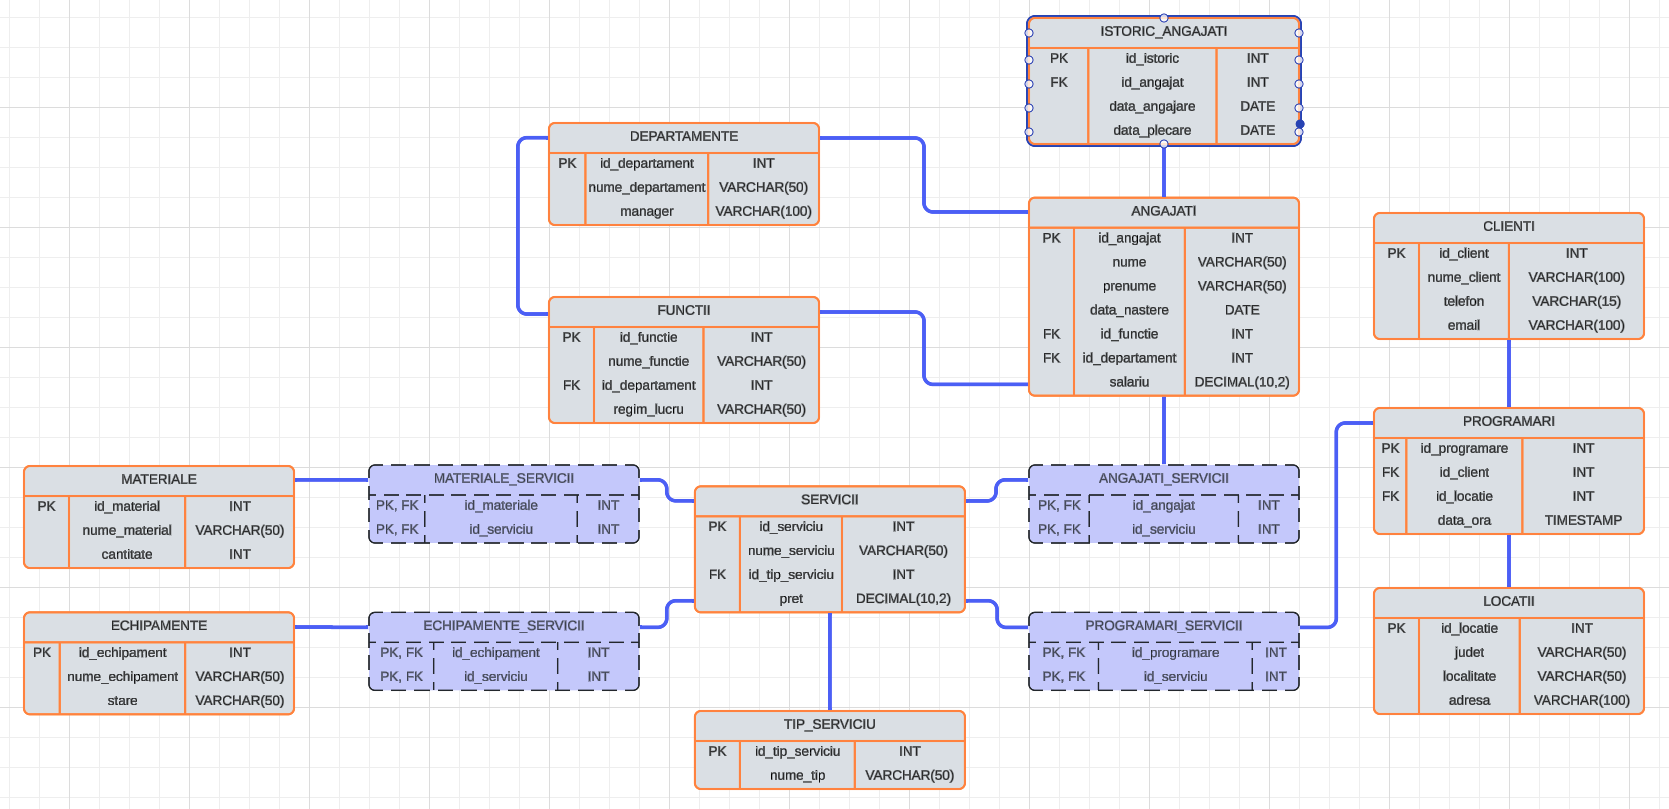 ISTORIC_ANGAJATI
PK id_istoric INT
FK id_angajat INT
data_angajare DATE
data_plecare DATE
DEPARTAMENTE
PK id_departament INT
nume_departament VARCHAR(50)
manager VARCHAR(100)
ANGAJATI
PK id_angajat INT
nume VARCHAR(50)
prenume VARCHAR(50)
data_nastere DATE
FK id_functie INT
FK id_departament INT
salariu DECIMAL(10,2)
CLIENTI
PK id_client INT
nume_client VARCHAR(100)
telefon VARCHAR(15)
email VARCHAR(100)
FUNCTII
PK id_functie INT
nume_functie VARCHAR(50)
FK id_departament INT
regim_lucru VARCHAR(50)
PROGRAMARI
PK id_programare INT
FK id_client INT
FK id_locatie INT
data_ora TIMESTAMP
MATERIALE
PK id_material INT
nume_material VARCHAR(50)
cantitate INT
MATERIALE_SERVICII
PK, FK id_materiale INT
PK, FK id_serviciu INT
SERVICII
PK id_serviciu INT
nume_serviciu VARCHAR(50)
FK id_tip_serviciu INT
pret DECIMAL(10,2)
ANGAJATI_SERVICII
PK, FK id_angajat INT
PK, FK id_serviciu INT
ECHIPAMENTE
PK id_echipament INT
nume_echipament VARCHAR(50)
stare VARCHAR(50)
ECHIPAMENTE_SERVICII
PK, FK id_echipament INT
PK, FK id_serviciu INT
PROGRAMARI_SERVICII
PK, FK id_programare INT
PK, FK id_serviciu INT
LOCATII
PK id_locatie INT
judet VARCHAR(50)
localitate VARCHAR(50)
adresa VARCHAR(100)
TIP_SERVICIU
PK id_tip_serviciu INT
nume_tip VARCHAR(50)